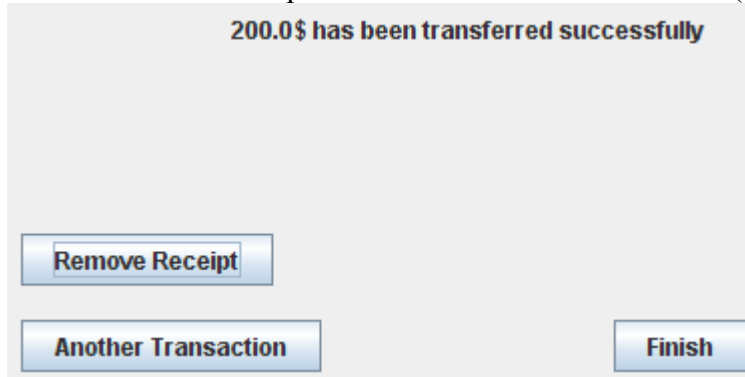 200.0$ has been transferred successfully
Remove Receipt
Another Transaction
Finish